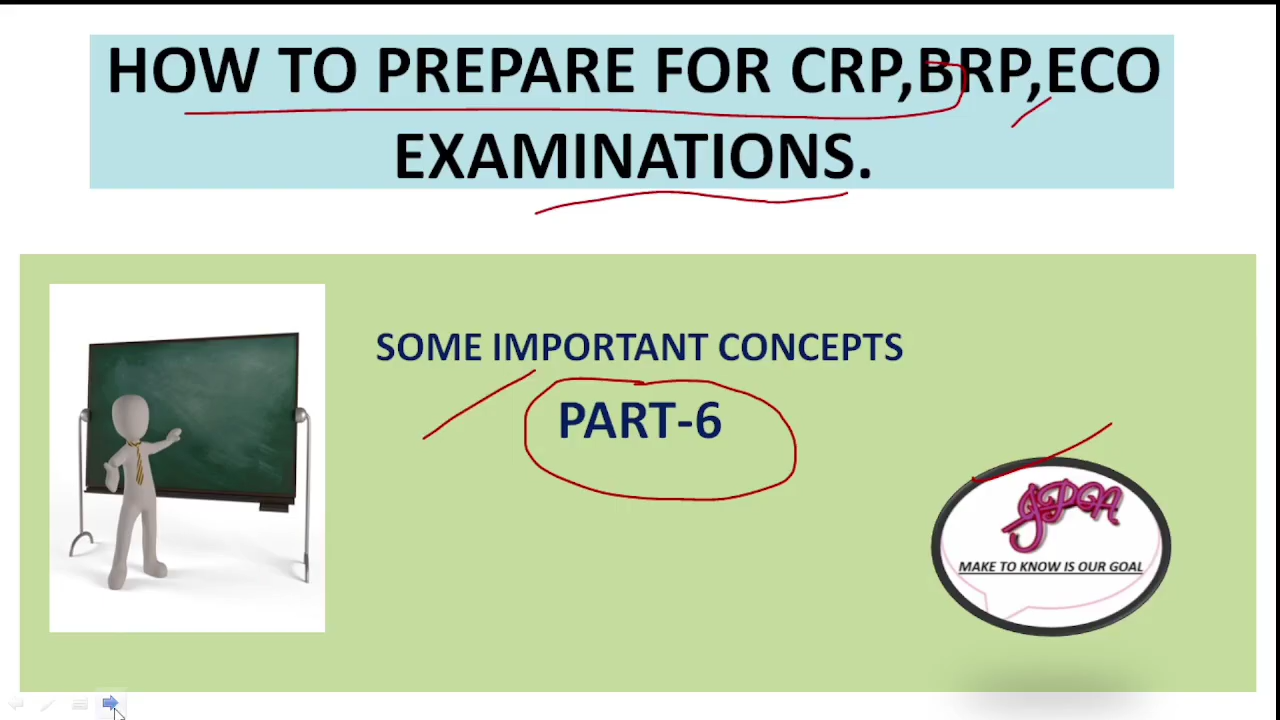 HOW TO PREPARE FOR CRP,BRP,ECO
EXAMINATIONS.
SOME IMPORTANT CONCEPTS
PART-6
JPGA
MAKE TO KNOW IS OUR GOAL